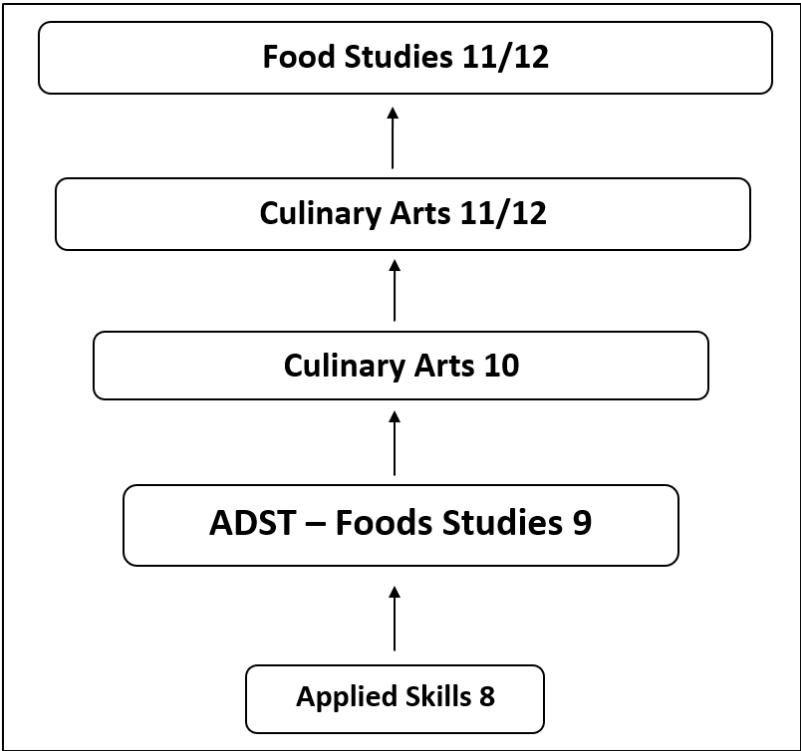 Food Studies 11/12
Culinary Arts 11/12
Culinary Arts 10
ADST – Foods Studies 9
Applied Skills 8